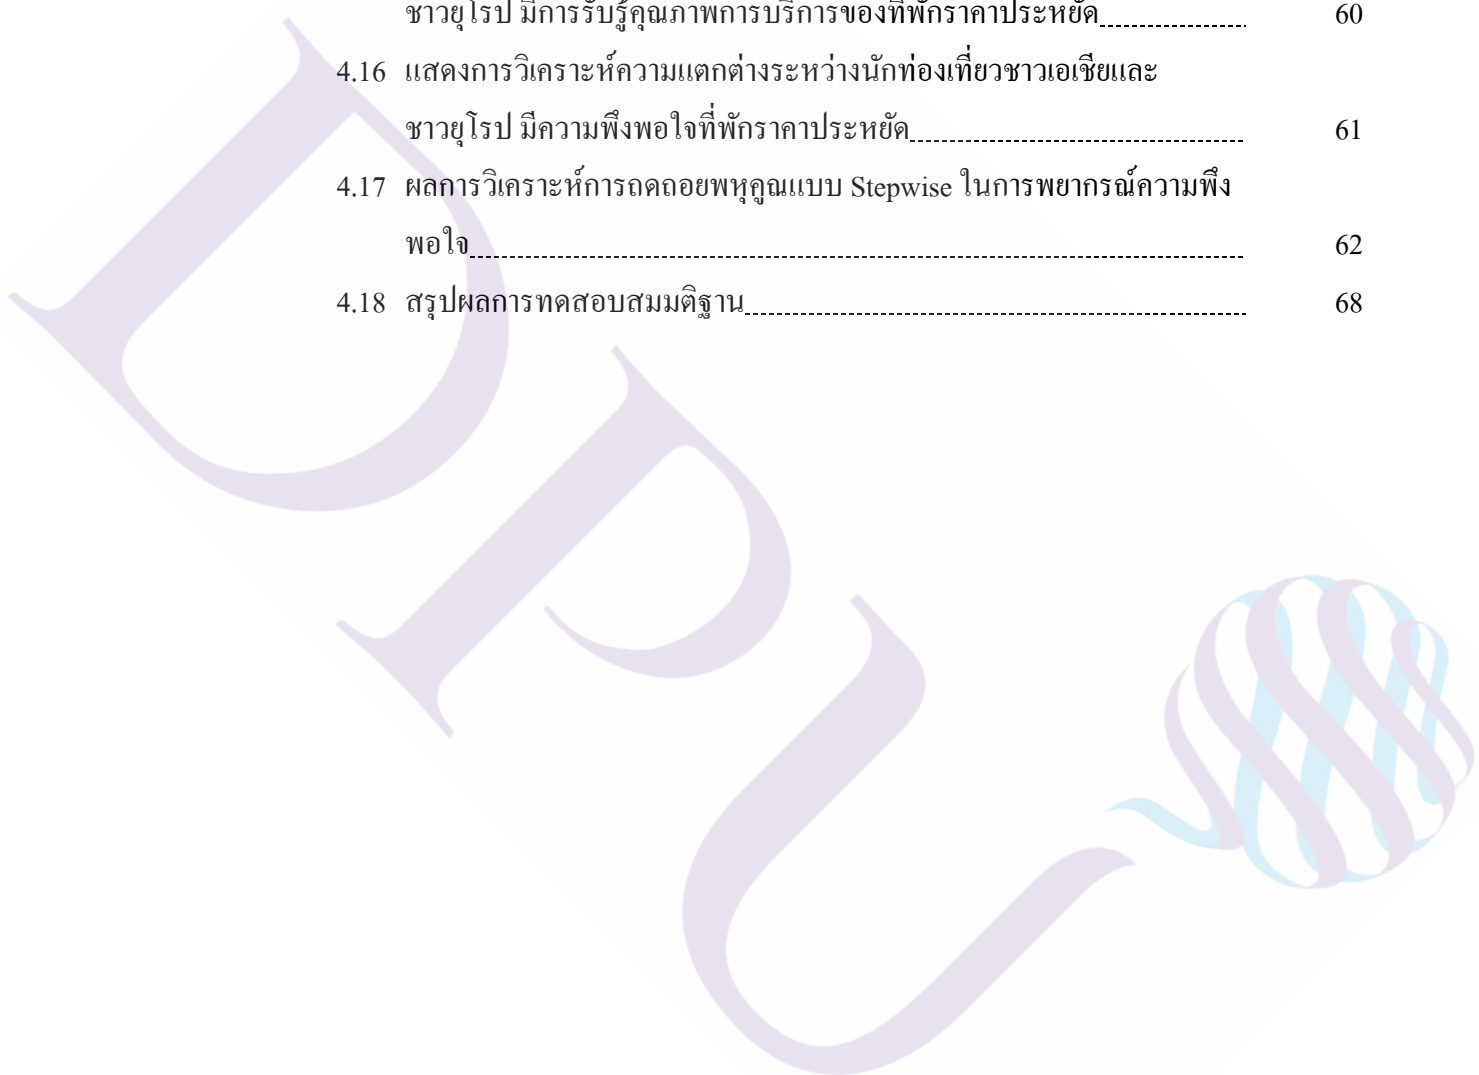 ชาวยุโรป มีการรับรู้คุณภาพการบริการของที่พักราคาประหยัด 60
4.16 แสดงการวิเคราะห์ความแตกต่างระหว่างนักท่องเที่ยวชาวเอเชียและ
ชาวยุโรป มีความพึงพอใจที่พักราคาประหยัด 61
4.17 ผลการวิเคราะห์การถดถอยพหุคูณแบบ Stepwise ในการพยากรณ์ความพึง
พอใจ 62
4.18 สรุปผลการทดสอบสมมติฐาน 68
DPU